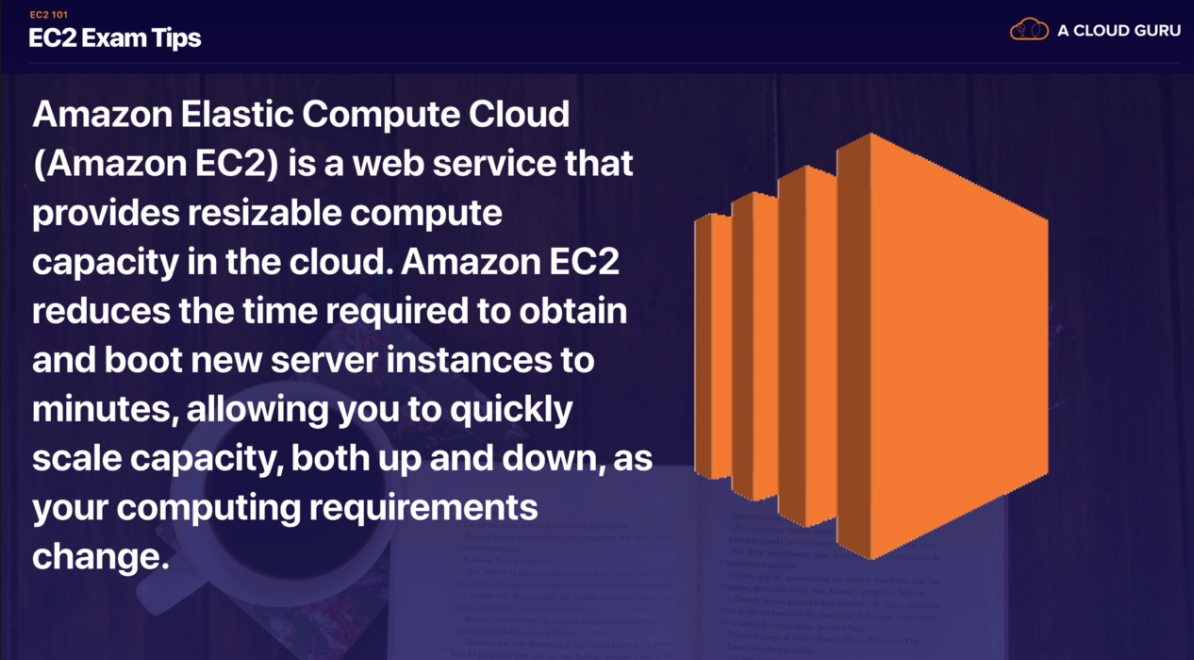 EC2 101
EC2 Exam Tips
A CLOUD GURU
Amazon Elastic Compute Cloud
(Amazon EC2) is a web service that
provides resizable compute
capacity in the cloud. Amazon EC2
reduces the time required to obtain
and boot new server instances to
minutes, allowing you to quickly
scale capacity, both up and down, as
your computing requirements
change.